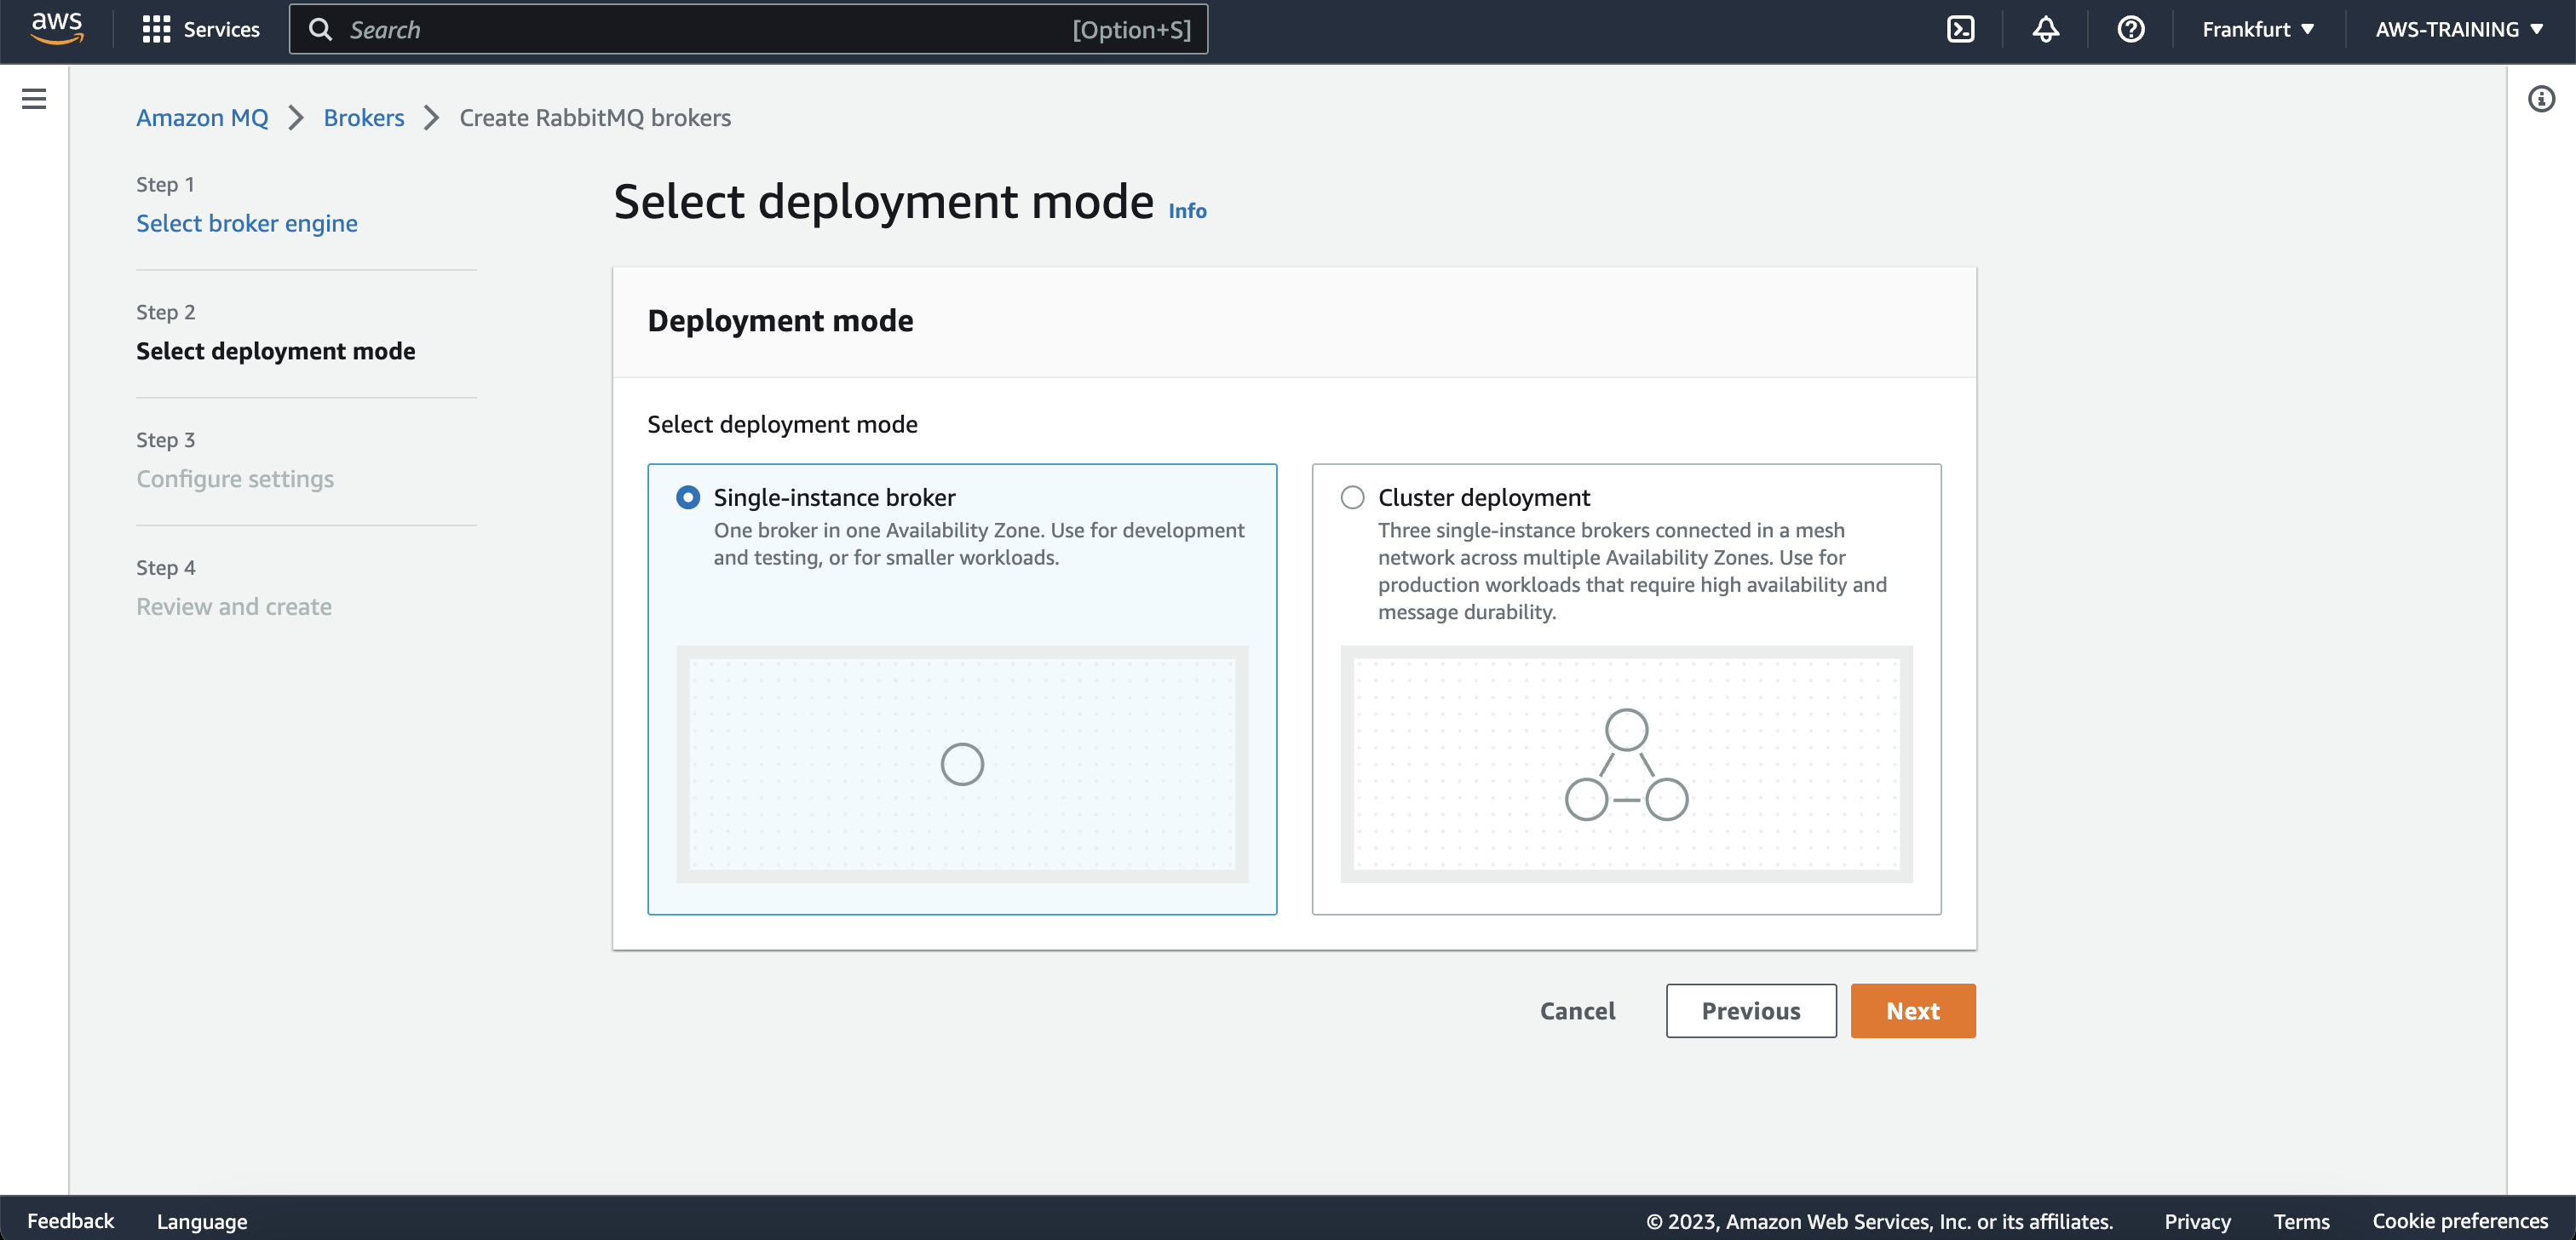 aws
Services
Search
[Option+S]
Frankfurt
AWS-TRAINING
Amazon MQ
Brokers
Create RabbitMQ brokers
Step 1
Select broker engine
Step 2
Select deployment mode
Step 3
Configure settings
Step 4
Review and create
Select deployment mode Info
Deployment mode
Select deployment mode
Single-instance broker
One broker in one Availability Zone. Use for development
and testing, or for smaller workloads.
Cluster deployment
Three single-instance brokers connected in a mesh
network across multiple Availability Zones. Use for
production workloads that require high availability and
message durability.
Cancel
Previous
Next
Feedback
Language
© 2023, Amazon Web Services, Inc. or its affiliates.
Privacy
Terms
Cookie preferences